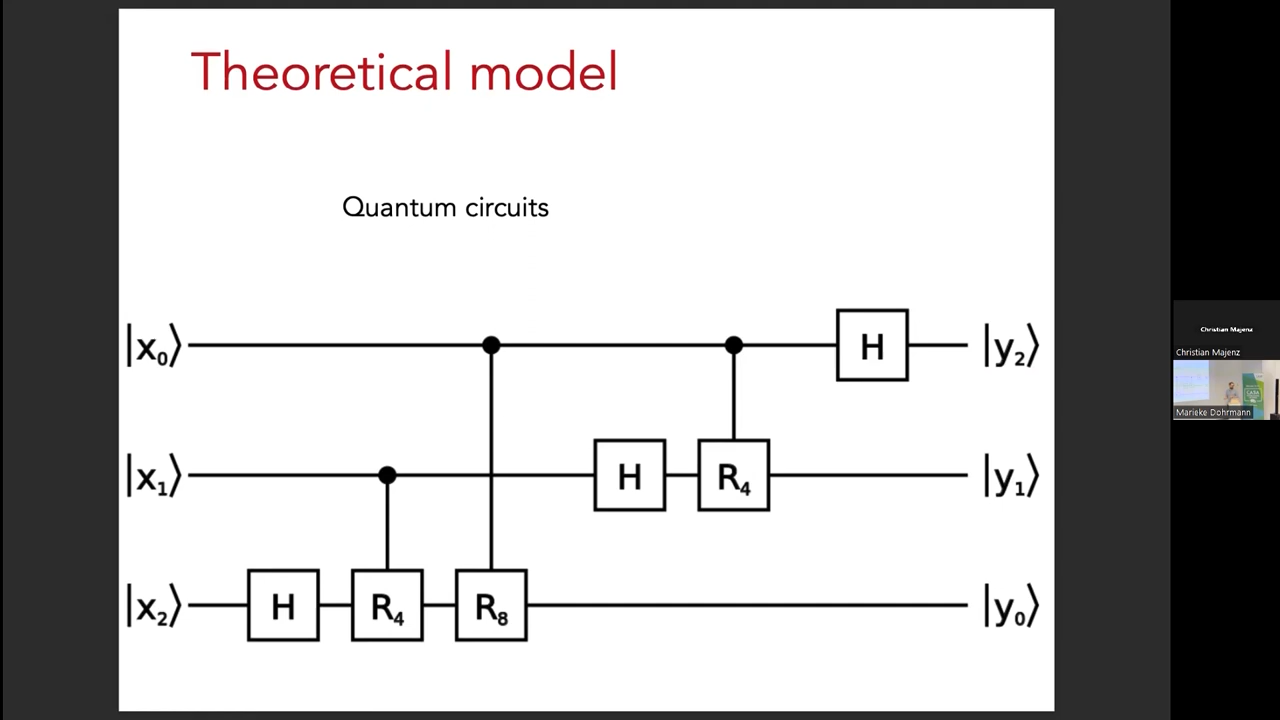 Theoretical model
Quantum circuits
|x₀⟩ H |y₂⟩
|x₁⟩ H R₄ |y₁⟩
|x₂⟩ H R₄ R₈ |y₀⟩
Christian Majenz
Christian Majenz
Marieke Dohrmann